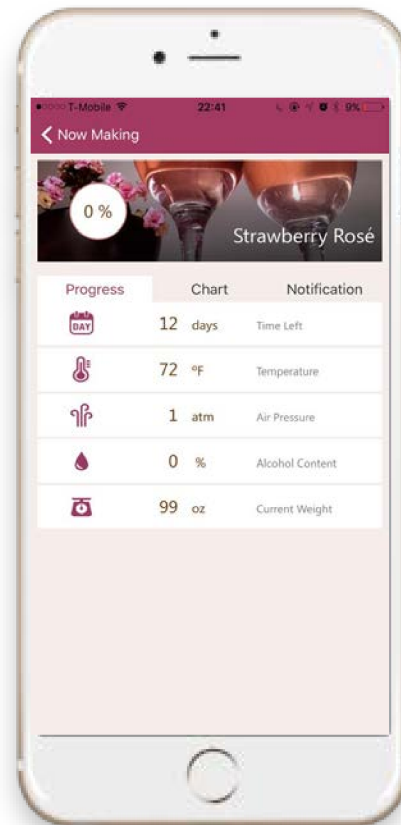 T-Mobile 22:41 9%
Now Making
0 %
Strawberry Rosé
Progress Chart Notification
DAY 12 days Time Left
72 °F Temperature
1 atm Air Pressure
0 % Alcohol Content
99 oz Current Weight